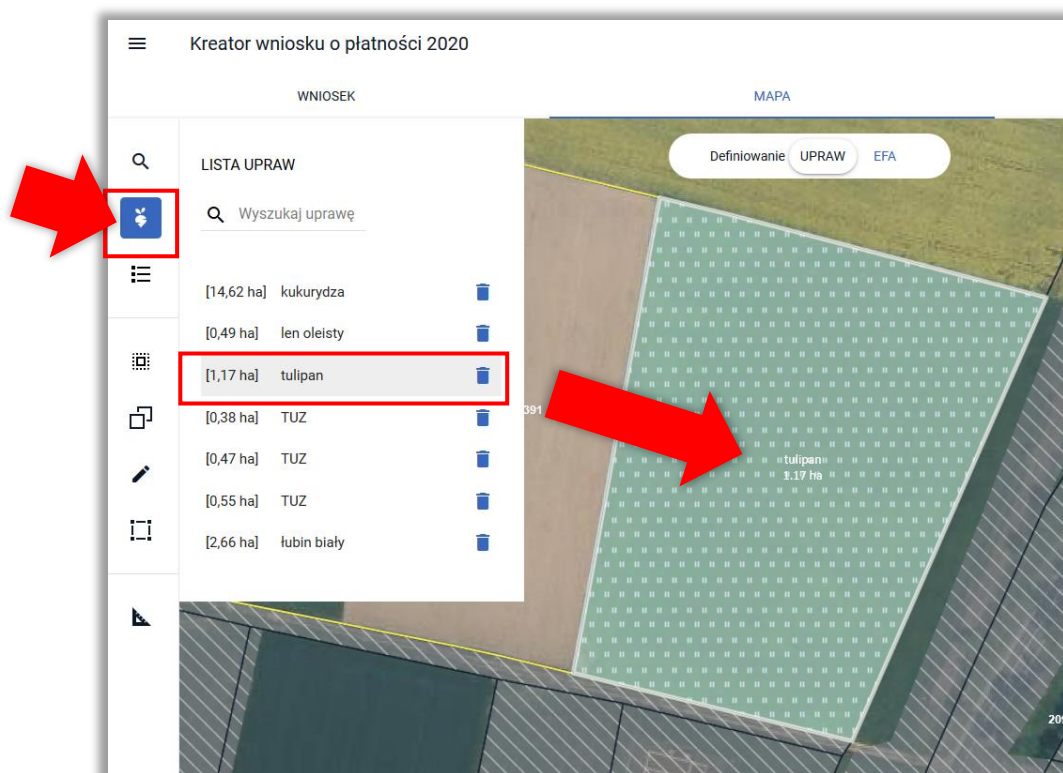 Kreator wniosku o płatności 2020
WNIOSEK
MAPA
LISTA UPRAW
Definiowanie UPRAW EFA
Wyszukaj uprawę
[14,62 ha] kukurydza
[0,49 ha] len oleisty
[1,17 ha] tulipan
[0,38 ha] TUZ
[0,47 ha] TUZ
[0,55 ha] TUZ
[2,66 ha] łubin biały
391
tulipan
1.17 ha
209